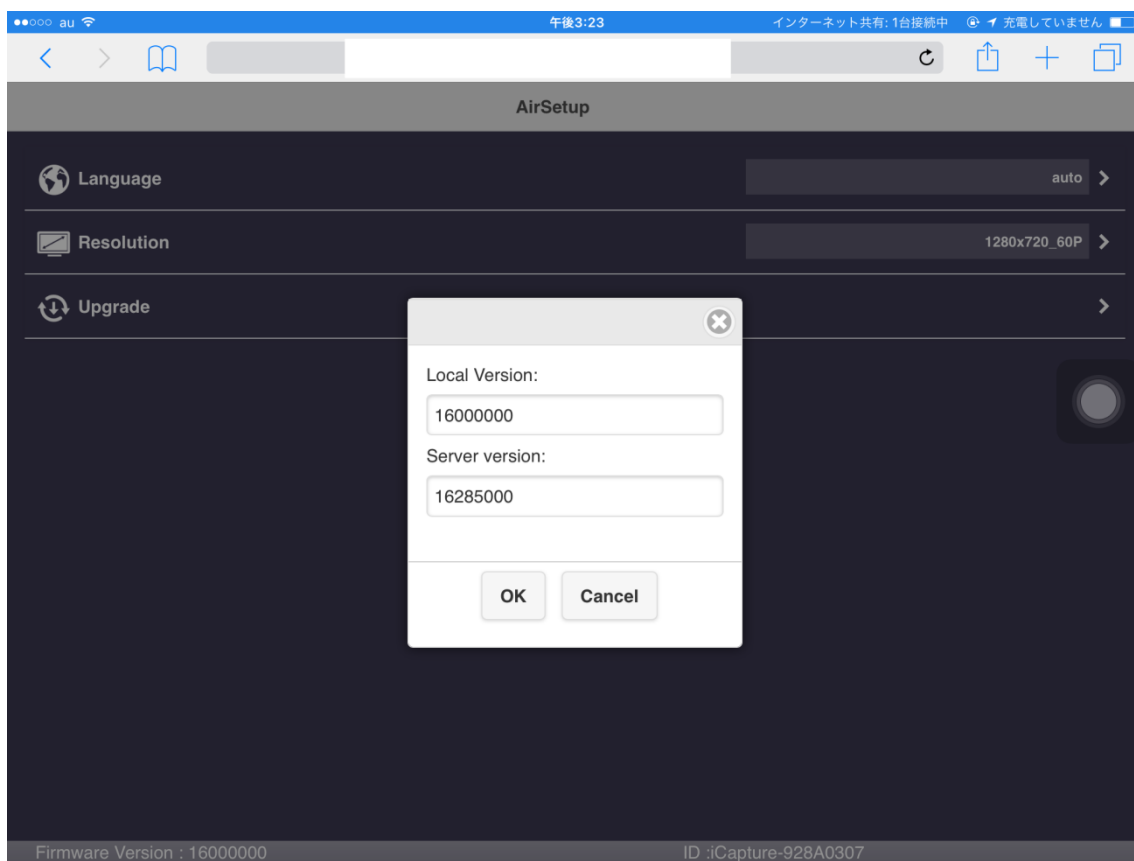 au 午後3:23 インターネット共有: 1台接続中 充電していません
AirSetup
Language auto
Resolution 1280x720_60P
Upgrade
Local Version:
16000000
Server version:
16285000
OK Cancel
Firmware Version : 16000000 ID :iCapture-928A0307